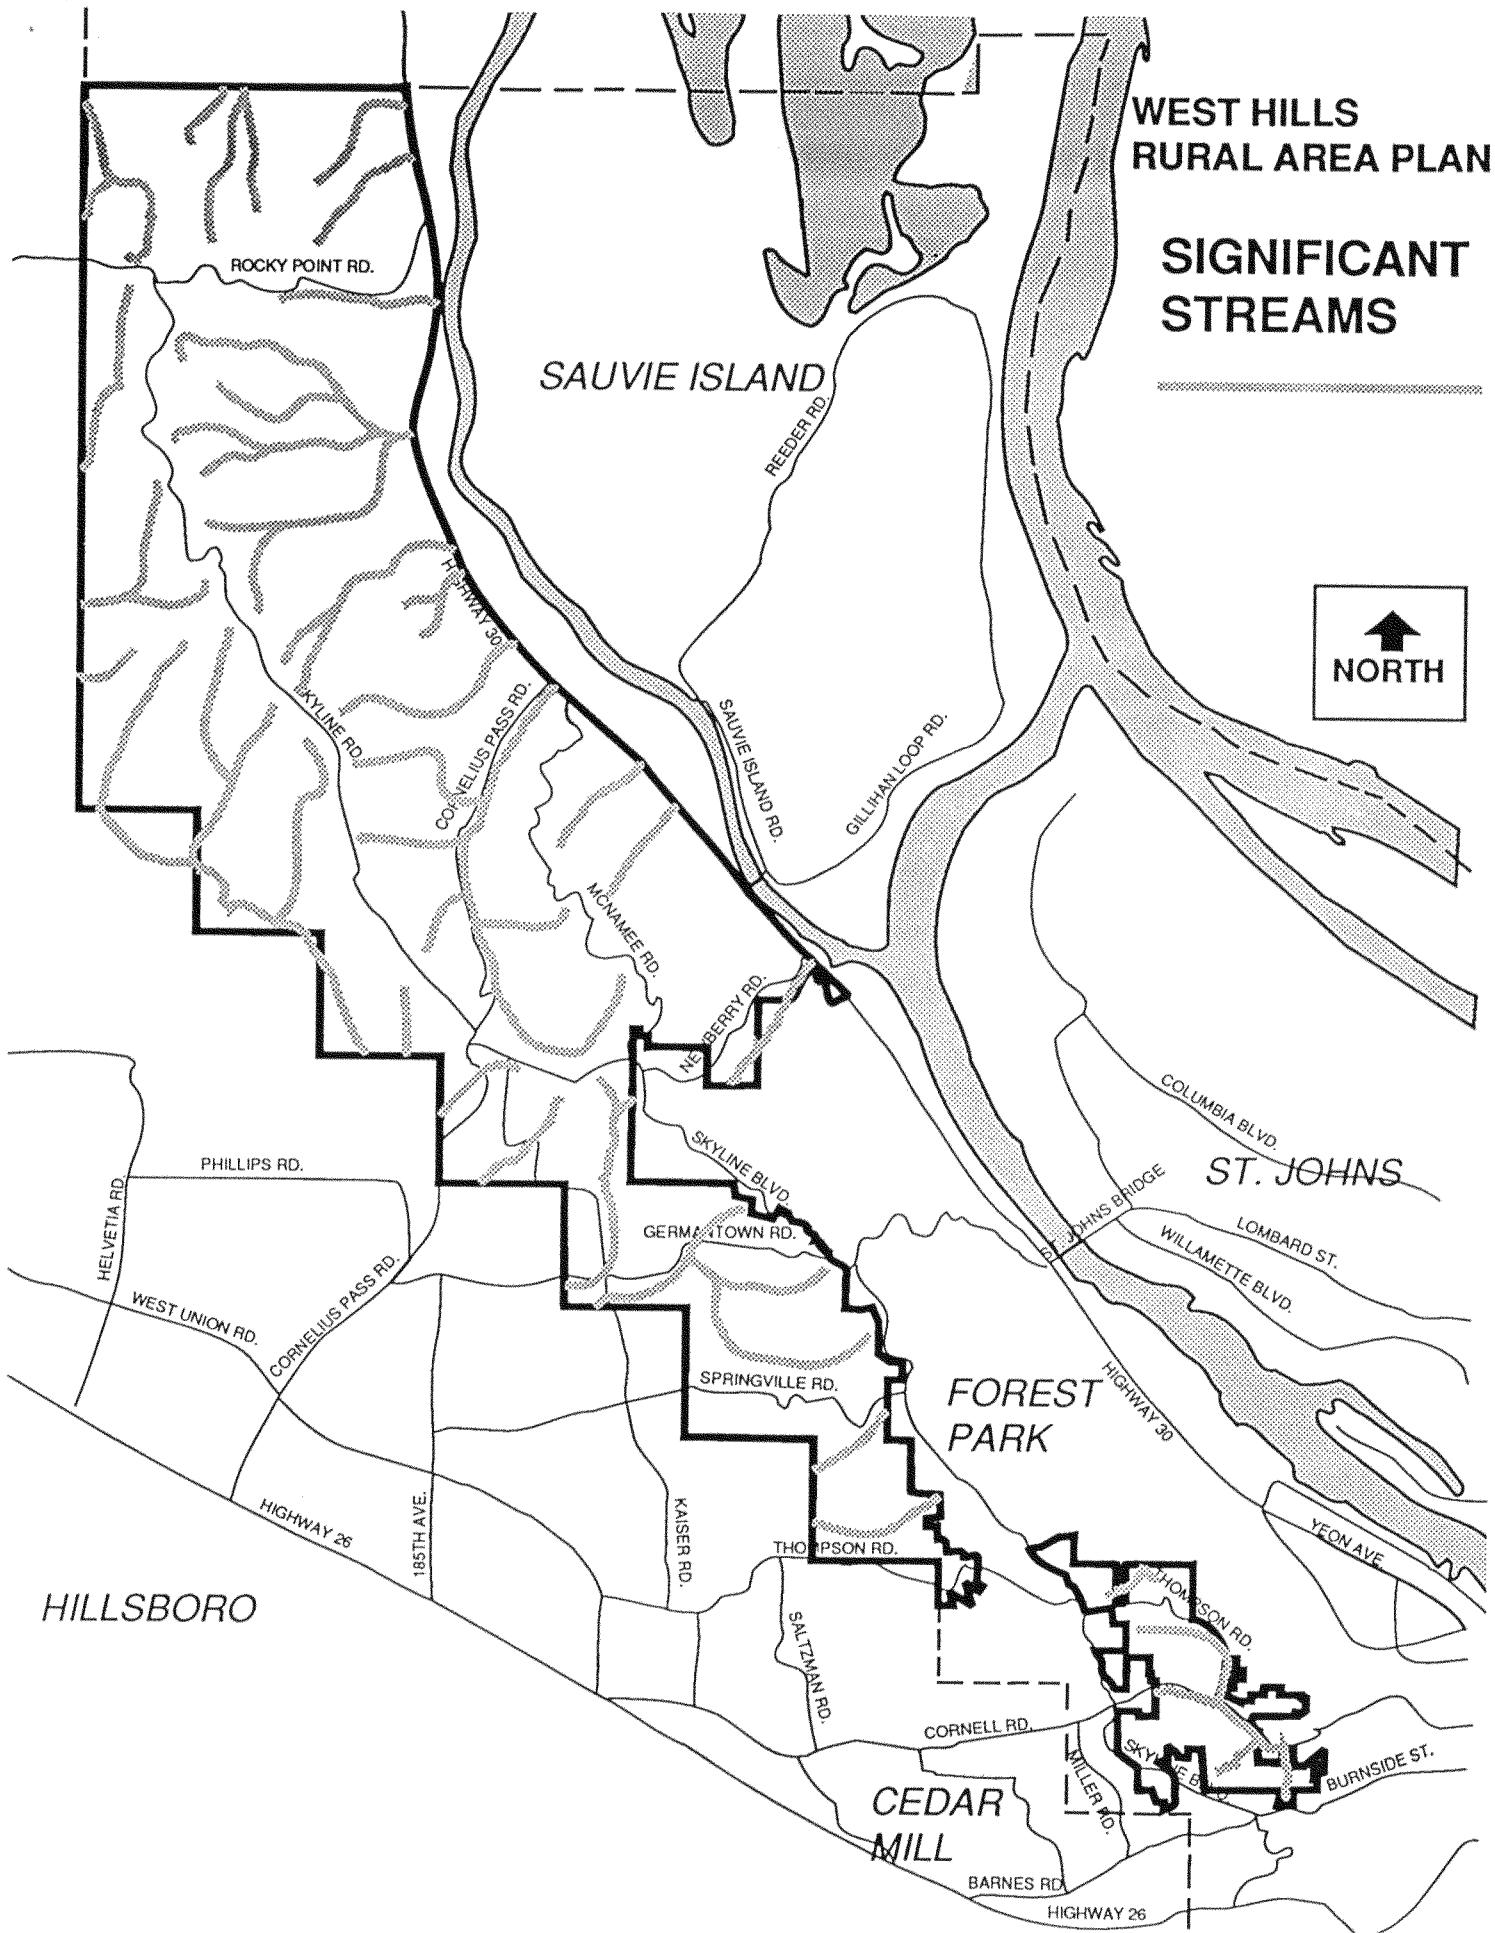 WEST HILLS
RURAL AREA PLAN
SIGNIFICANT
STREAMS
ROCKY POINT RD.
SAUVIE ISLAND
REEDER RD.
HIGHWAY 30
NORTH
SKYLINE RD.
CORNELIUS PASS RD.
SAUVIE ISLAND RD.
GILLIHAN LOOP RD.
MCNAMEE RD.
NEWBERRY RD.
COLUMBIA BLVD.
ST. JOHNS
PHILLIPS RD.
HELVETIA RD.
SKYLINE BLVD.
ST. JOHNS BRIDGE
LOMBARD ST.
WILLAMETTE BLVD.
GERMANTOWN RD.
WEST UNION RD.
CORNELIUS PASS RD.
SPRINGVILLE RD.
FOREST
PARK
HIGHWAY 30
HIGHWAY 26
185TH AVE.
KAISER RD.
THOMPSON RD.
YEON AVE
HILLSBORO
THOMPSON RD.
SALTZMAN RD.
CORNELL RD.
SKYLINE BLVD.
MILLER RD.
BURNSIDE ST.
CEDAR
MILL
BARNES RD
HIGHWAY 26